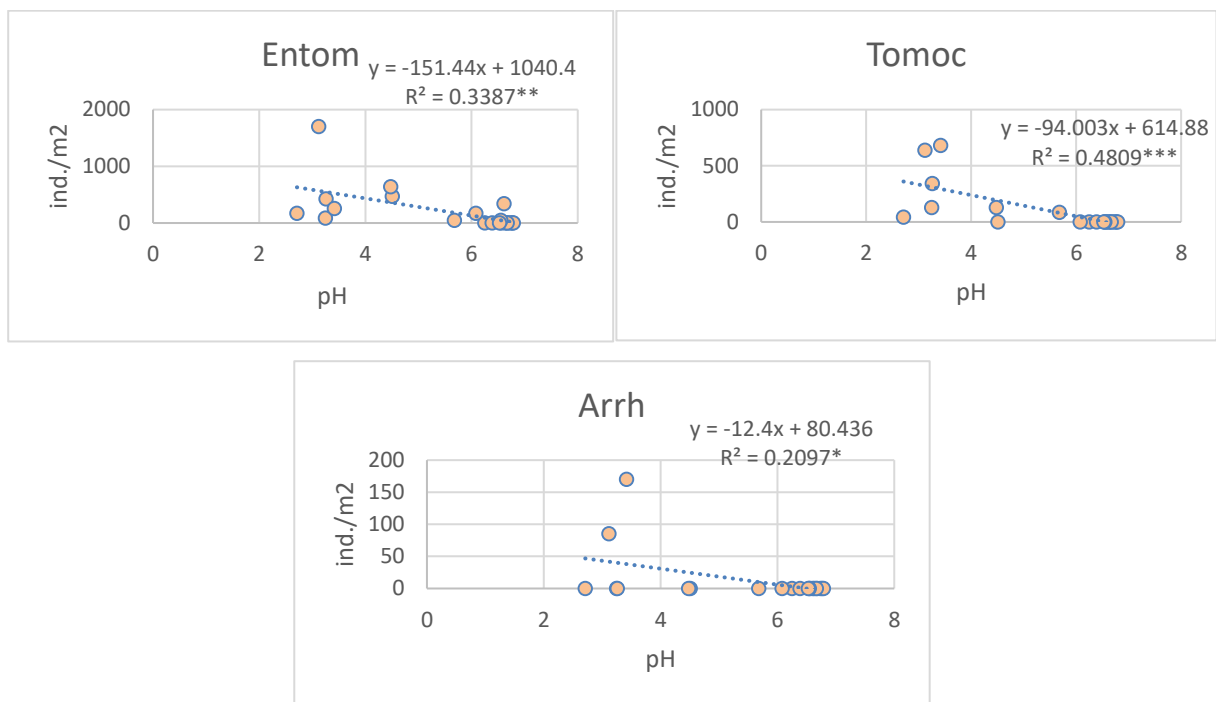 Entom
y = -151.44x + 1040.4
R² = 0.3387**
2000
1000
0
ind./m2
0 2 4 6 8
pH
Tomoc
y = -94.003x + 614.88
R² = 0.4809***
1000
500
0
ind./m2
0 2 4 6 8
pH
Arrh
y = -12.4x + 80.436
R² = 0.2097*
200
150
100
50
0
ind./m2
0 2 4 6 8
pH